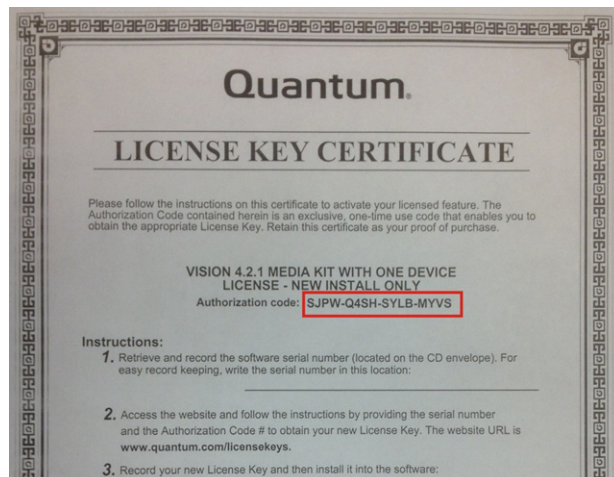 Quantum.
LICENSE KEY CERTIFICATE
Please follow the instructions on this certificate to activate your licensed feature. The
Authorization Code contained herein is an exclusive, one-time use code that enables you to
obtain the appropriate License Key. Retain this certificate as your proof of purchase.
VISION 4.2.1 MEDIA KIT WITH ONE DEVICE
LICENSE - NEW INSTALL ONLY
Authorization code: SJPW-Q4SH-SYLB-MYVS
Instructions:
1. Retrieve and record the software serial number (located on the CD envelope). For
easy record keeping, write the serial number in this location:
2. Access the website and follow the instructions by providing the serial number
and the Authorization Code # to obtain your new License Key. The website URL is
www.quantum.com/licensekeys.
3. Record your new License Key and then install it into the software: